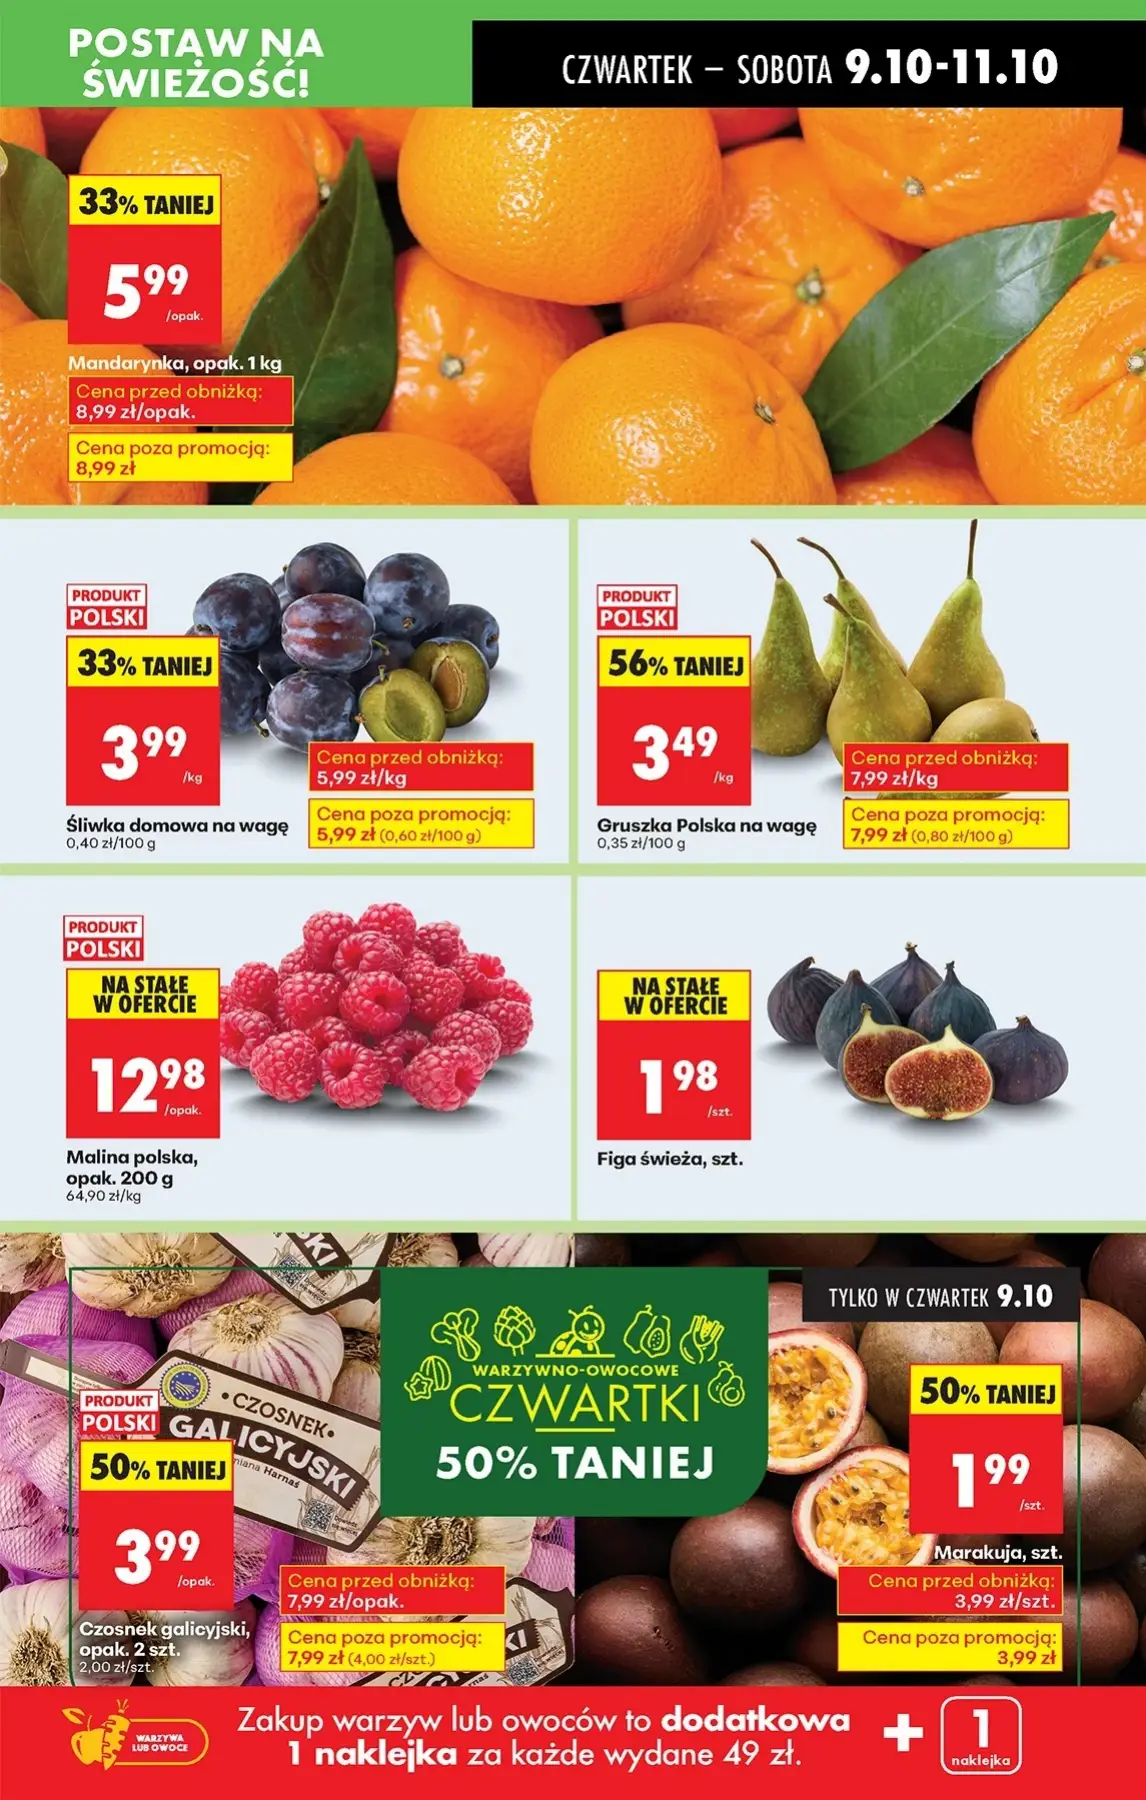 POSTAW NA
ŚWIEŻOŚĆ!
CZWARTEK – SOBOTA 9.10-11.10
33% TANIEJ
5 99
/opak.
Mandarynka, opak. 1 kg
Cena przed obniżką:
8,99 zł/opak.
Cena poza promocją:
8,99 zł
PRODUKT
POLSKI
33% TANIEJ
3 99
/kg
Śliwka domowa na wagę
0,40 zł/100 g
Cena przed obniżką:
5,99 zł/kg
Cena poza promocją:
5,99 zł (0,60 zł/100 g)
PRODUKT
POLSKI
56% TANIEJ
3 49
/kg
Gruszka Polska na wagę
0,35 zł/100 g
Cena przed obniżką:
7,99 zł/kg
Cena poza promocją:
7,99 zł (0,80 zł/100 g)
PRODUKT
POLSKI
NA STAŁE
W OFERCIE
12 98
/opak.
Malina polska,
opak. 200 g
64,90 zł/kg
NA STAŁE
W OFERCIE
1 98
/szt.
Figa świeża, szt.
WARZYWNO-OWOCOWE
CZWARTKI
50% TANIEJ
TYLKO W CZWARTEK 9.10
•CZOSNEK•
GALICYJSKI
Harnaś
PRODUKT
POLSKI
50% TANIEJ
3 99
/opak.
Czosnek galicyjski,
opak. 2 szt.
2,00 zł/szt.
Cena przed obniżką:
7,99 zł/opak.
Cena poza promocją:
7,99 zł (4,00 zł/szt.)
50% TANIEJ
1 99
/szt.
Marakuja, szt.
Cena przed obniżką:
3,99 zł/szt.
Cena poza promocją:
3,99 zł
WARZYWA
LUB OWOCE
Zakup warzyw lub owoców to dodatkowa
1 naklejka za każde wydane 49 zł.
+
1
naklejka